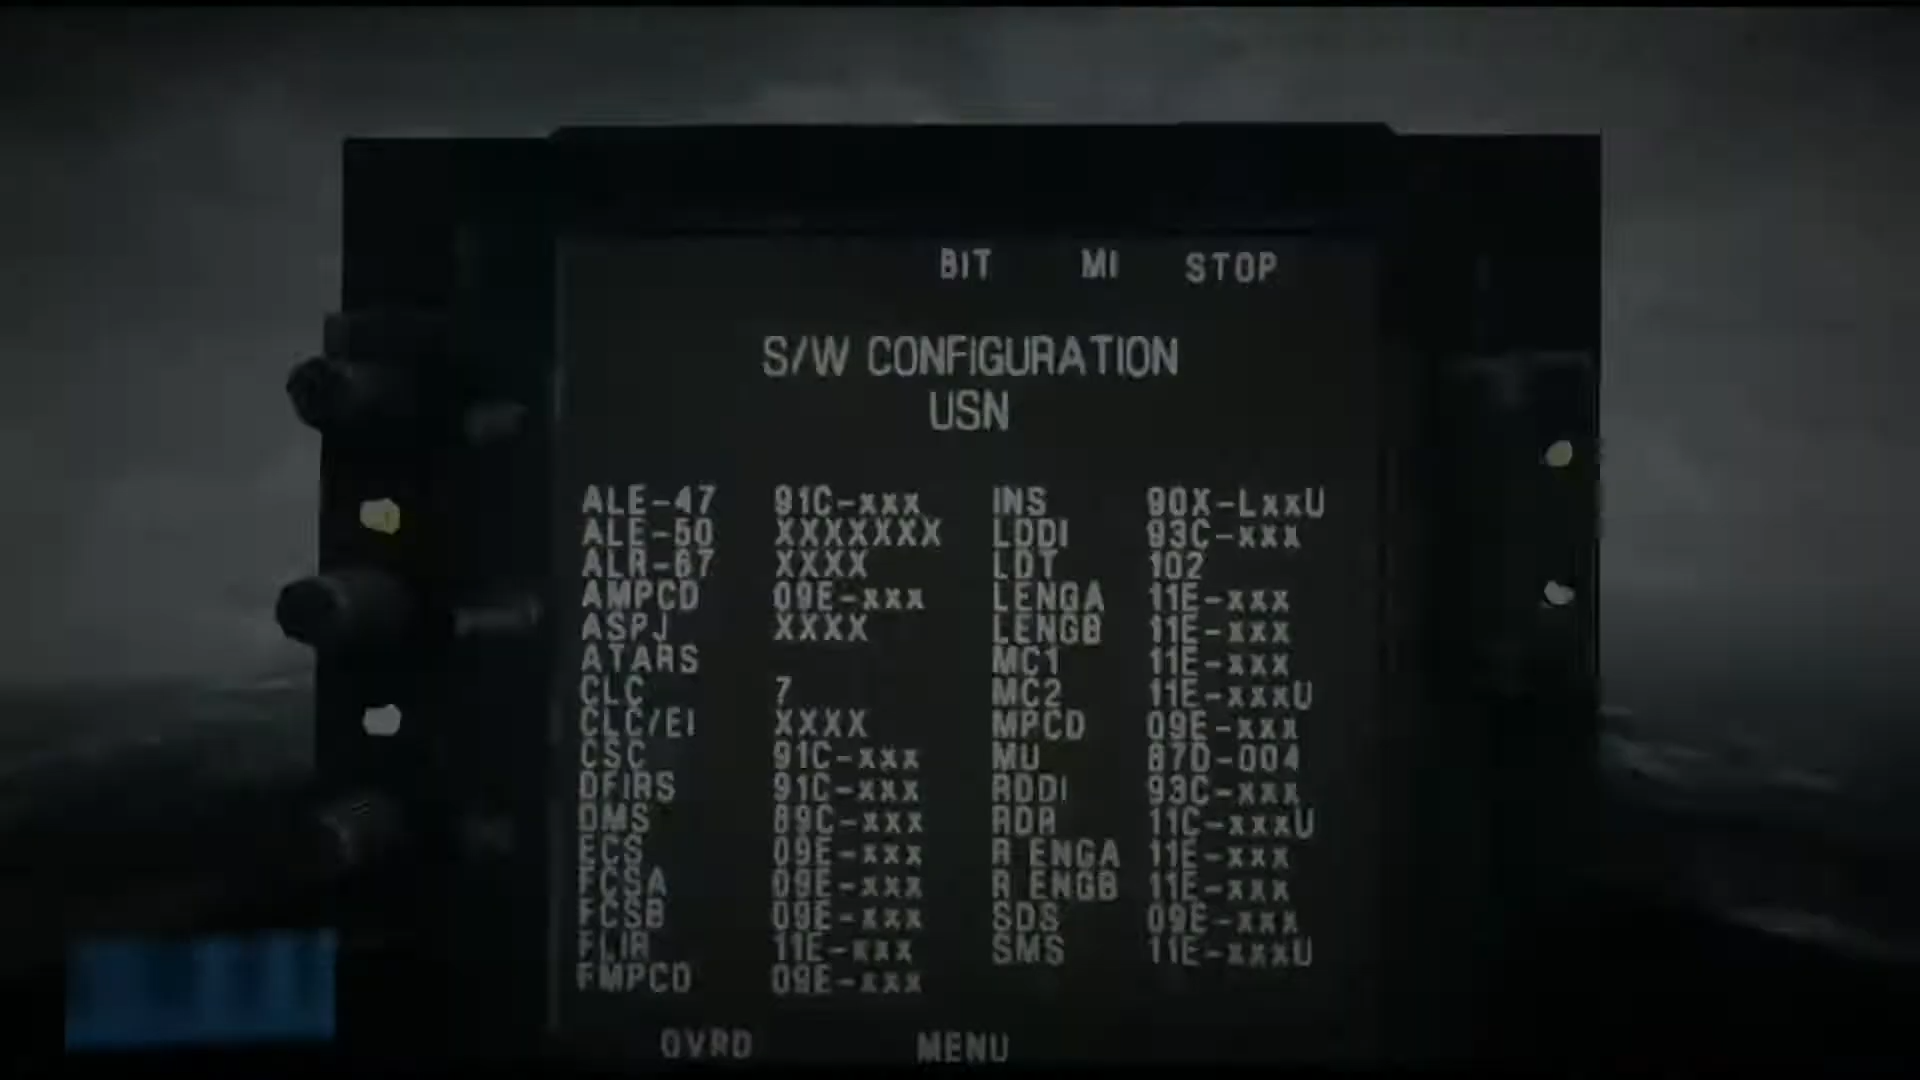 BIT MI STOP
S/W CONFIGURATION
USN
ALE-47 91C-xxx INS 90X-LxxU
ALE-50 XXXXXXX LDDI 93C-xxx
ALR-67 XXXX LDT 102
AMPCD 09E-xxx LENGA 11E-xxx
ASPJ XXXX LENGB 11E-xxx
ATARS MC1 11E-xxx
CLC 7 MC2 11E-xxxU
CLC/EI XXXX MPCD 09E-xxx
CSC 91C-xxx MU 87D-004
DFIRS 91C-xxx RDDI 93C-xxx
DMS 89C-xxx RDR 11C-xxxU
ECS 09E-xxx R ENGA 11E-xxx
FCSA 09E-xxx R ENGB 11E-xxx
FCSB 09E-xxx SDS 09E-xxx
FLIR 11E-xxx SMS 11E-xxxU
FMPCD 09E-xxx
OVRD MENU